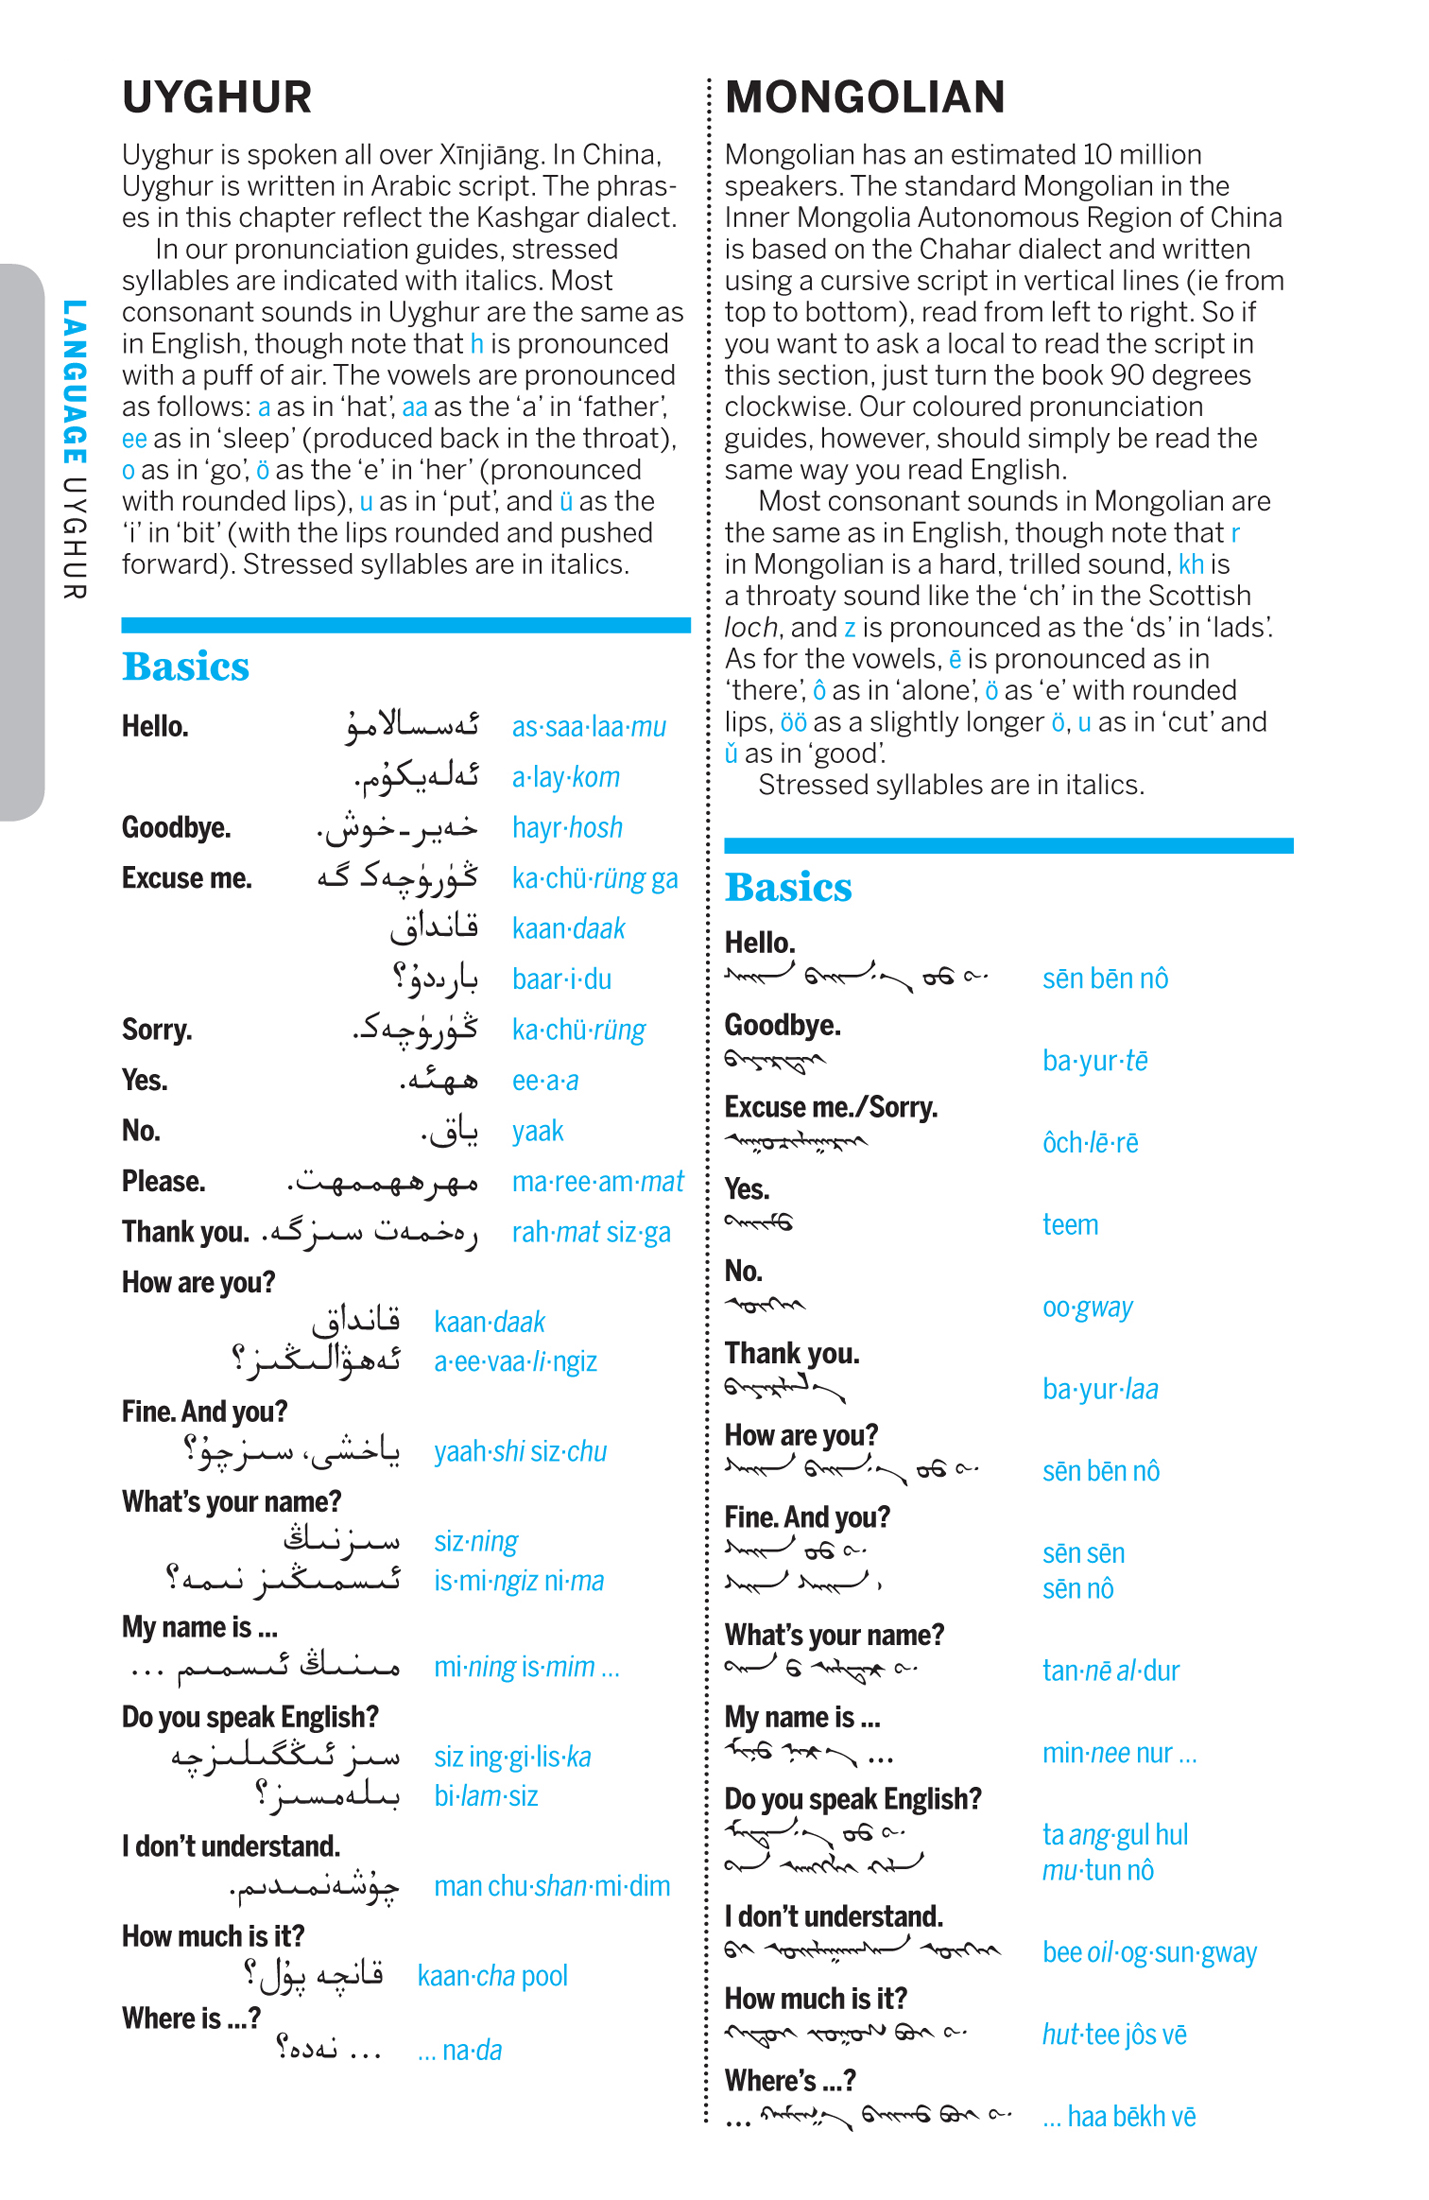 LANGUAGE UYGHUR
UYGHUR
Uyghur is spoken all over Xīnjiāng. In China,
Uyghur is written in Arabic script. The phras-
es in this chapter reflect the Kashgar dialect.
In our pronunciation guides, stressed
syllables are indicated with italics. Most
consonant sounds in Uyghur are the same as
in English, though note that h is pronounced
with a puff of air. The vowels are pronounced
as follows: a as in ‘hat’, aa as the ‘a’ in ‘father’,
ee as in ‘sleep’ (produced back in the throat),
o as in ‘go’, ö as the ‘e’ in ‘her’ (pronounced
with rounded lips), u as in ‘put’, and ü as the
‘i’ in ‘bit’ (with the lips rounded and pushed
forward). Stressed syllables are in italics.
Basics
Hello. ئەسسالامۇ as·saa·laa·mu
ئەلەيكۇم. a·lay·kom
Goodbye. خەير-خوش. hayr·hosh
Excuse me. ڭۈرۈچەك گە ka·chü·rüng ga
قانداق kaan·daak
باردۇ؟ baar·i·du
Sorry. ڭۈرۈچەك. ka·chü·rüng
Yes. ھھئە. ee·a·a
No. ياق. yaak
Please. مھرھھممھت. ma·ree·am·mat
Thank you. رەخمەت سىزگە. rah·mat siz·ga
How are you?
قانداق kaan·daak
ئەھۋالىڭىز؟ a·ee·vaa·li·ngiz
Fine. And you?
ياخشى، سىزچۇ؟ yaah·shi siz·chu
What’s your name?
سىزنىڭ siz·ning
ئىسمىڭىز نىمە؟ is·mi·ngiz ni·ma
My name is ...
مىنىڭ ئىسمىم ... mi·ning is·mim ...
Do you speak English?
سىز ئىڭگىلىزچە siz ing·gi·lis·ka
بىلەمسىز؟ bi·lam·siz
I don’t understand.
چۇشەنمىدىم. man chu·shan·mi·dim
How much is it?
قانچە پۇل؟ kaan·cha pool
Where is ...?
... نەدە؟ ... na·da
MONGOLIAN
Mongolian has an estimated 10 million
speakers. The standard Mongolian in the
Inner Mongolia Autonomous Region of China
is based on the Chahar dialect and written
using a cursive script in vertical lines (ie from
top to bottom), read from left to right. So if
you want to ask a local to read the script in
this section, just turn the book 90 degrees
clockwise. Our coloured pronunciation
guides, however, should simply be read the
same way you read English.
Most consonant sounds in Mongolian are
the same as in English, though note that r
in Mongolian is a hard, trilled sound, kh is
a throaty sound like the ‘ch’ in the Scottish
loch, and z is pronounced as the ‘ds’ in ‘lads’.
As for the vowels, ē is pronounced as in
‘there’, ô as in ‘alone’, ö as ‘e’ with rounded
lips, öö as a slightly longer ö, u as in ‘cut’ and
ŭ as in ‘good’.
Stressed syllables are in italics.
Basics
Hello.
sēn bēn nô
Goodbye.
ba·yur·tē
Excuse me./Sorry.
ôch·lē·rē
Yes.
teem
No.
oo·gway
Thank you.
ba·yur·laa
How are you?
sēn bēn nô
Fine. And you?
sēn sēn
sēn nô
What’s your name?
tan·nē al·dur
My name is ...
... min·nee nur ...
Do you speak English?
ta ang·gul hul
mu·tun nô
I don’t understand.
bee oil·og·sun·gway
How much is it?
hut·tee jôs vē
Where’s ...?
... ... haa bēkh vē